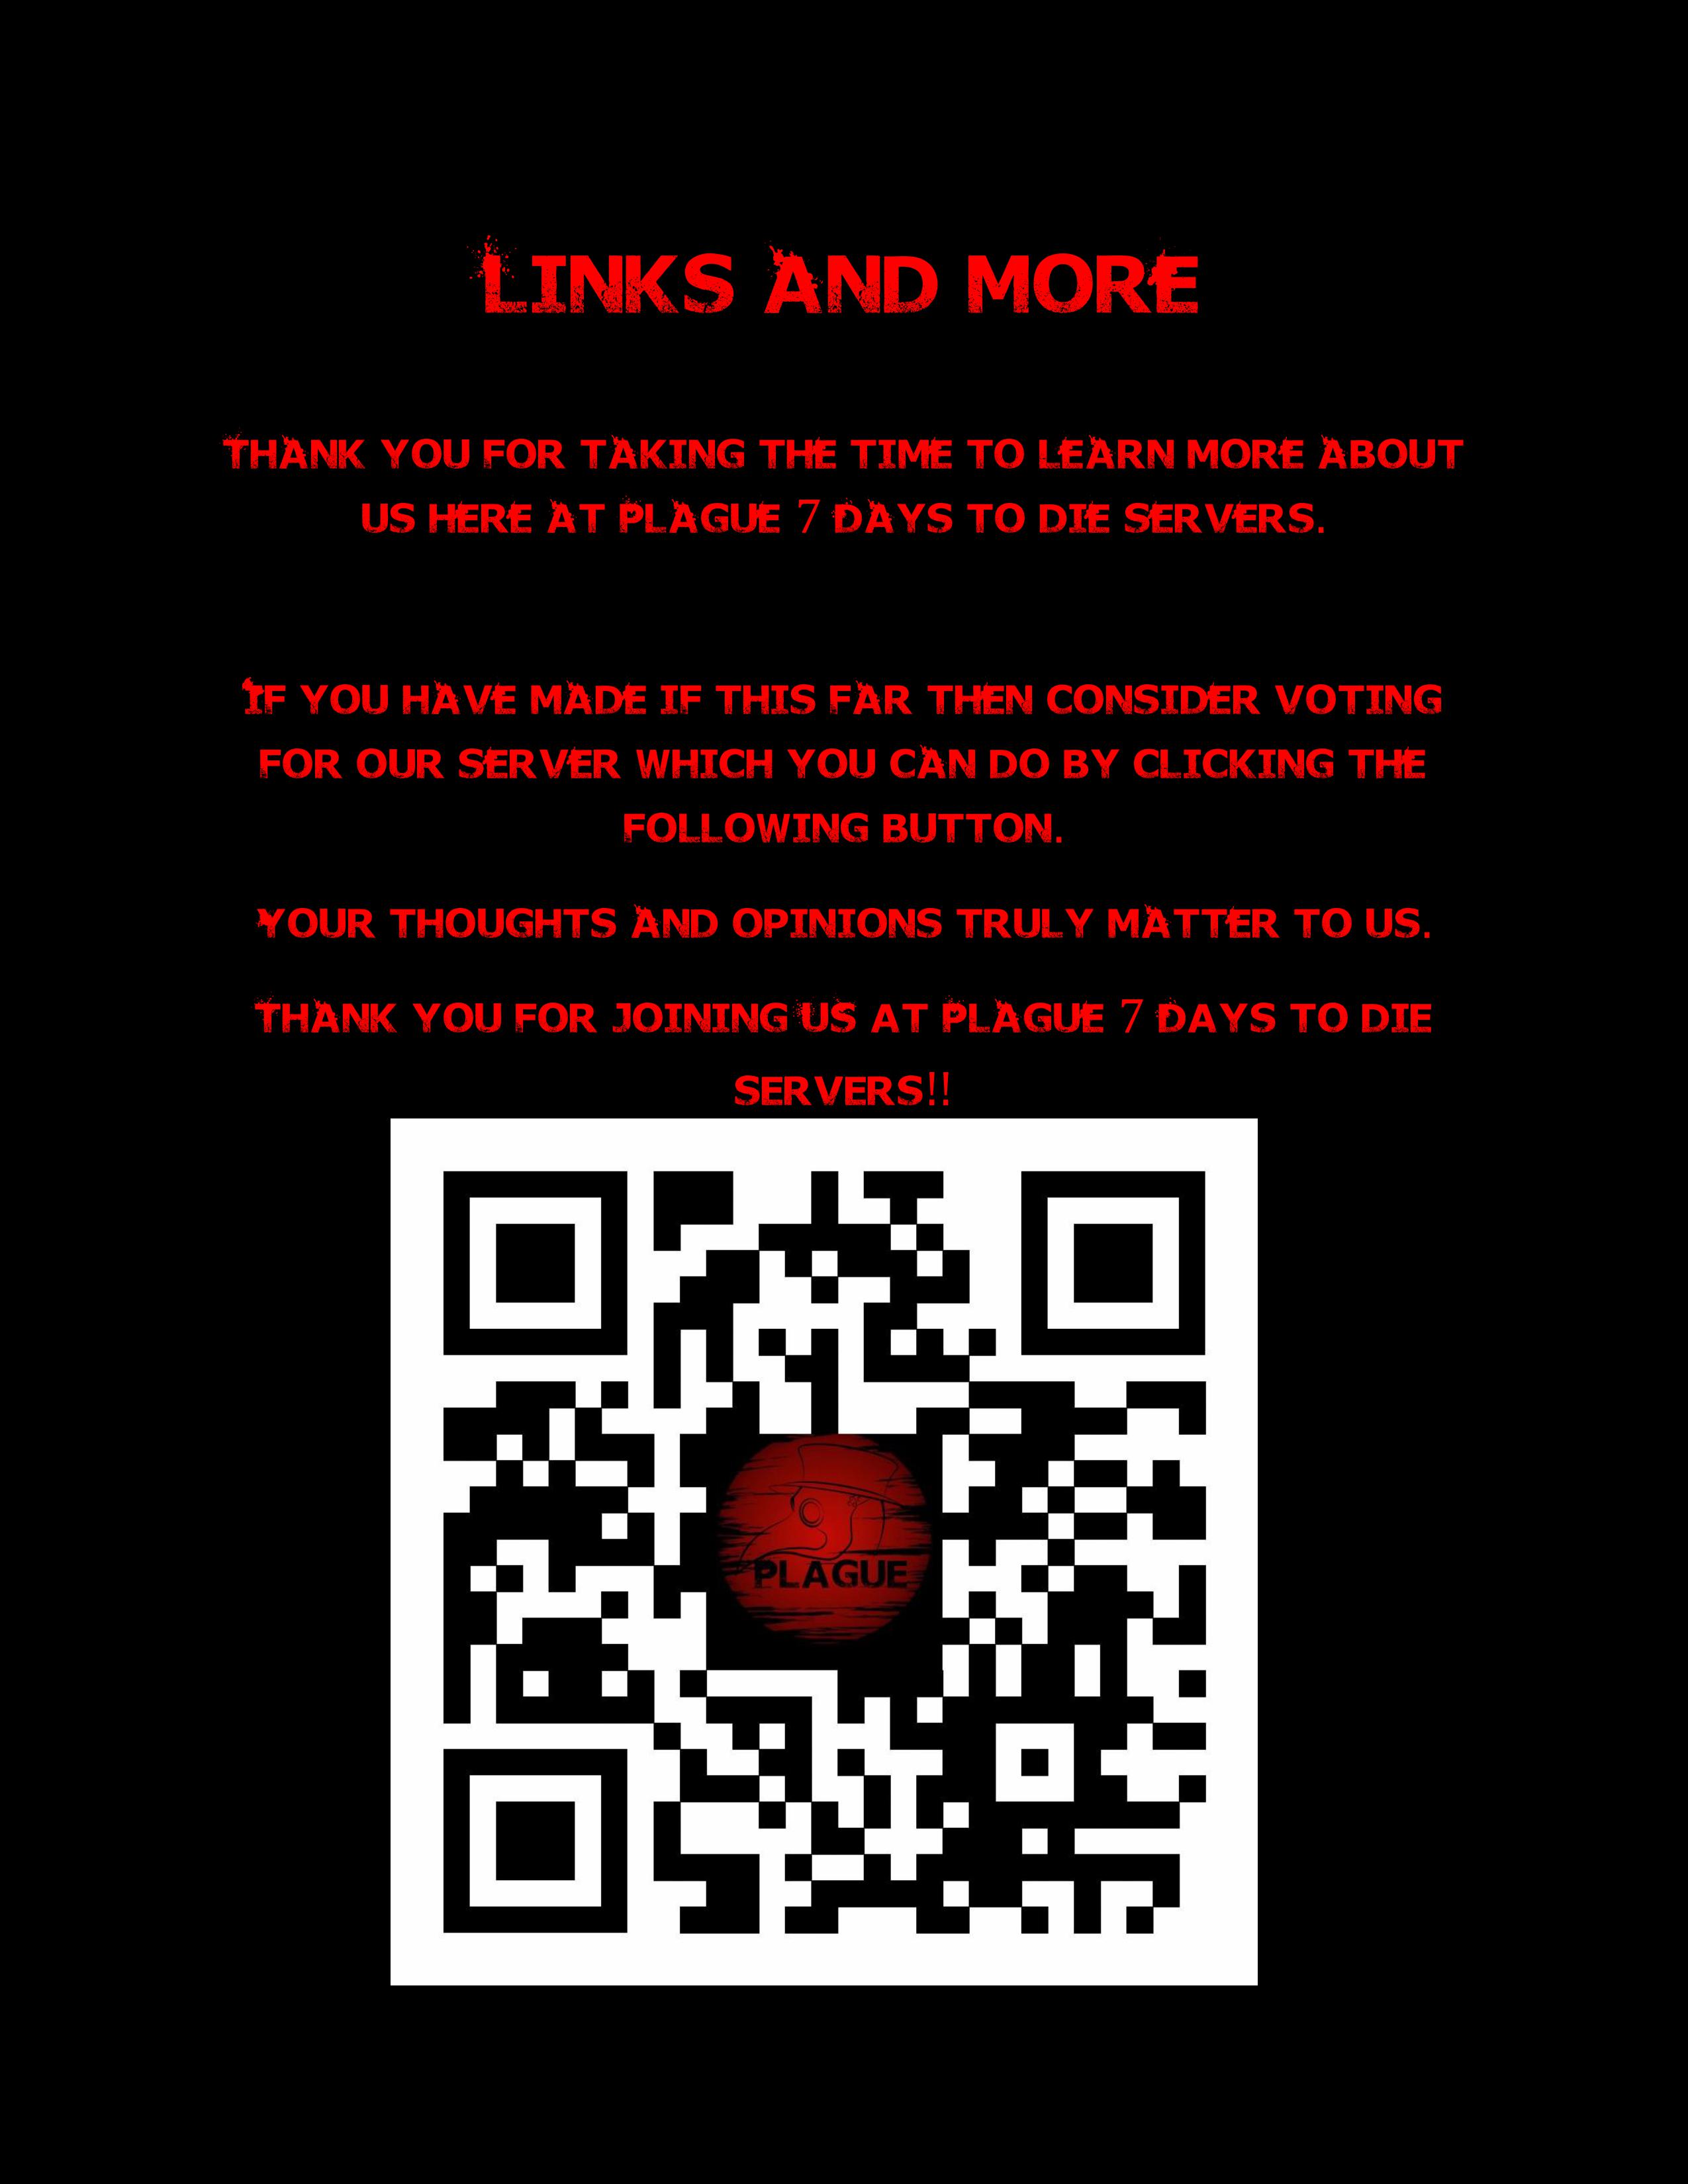 LINKS AND MORE
THANK YOU FOR TAKING THE TIME TO LEARN MORE ABOUT
US HERE AT PLAGUE 7 DAYS TO DIE SERVERS.
IF YOU HAVE MADE IF THIS FAR THEN CONSIDER VOTING
FOR OUR SERVER WHICH YOU CAN DO BY CLICKING THE
FOLLOWING BUTTON.
YOUR THOUGHTS AND OPINIONS TRULY MATTER TO US.
THANK YOU FOR JOINING US AT PLAGUE 7 DAYS TO DIE
SERVERS!!
PLAGUE